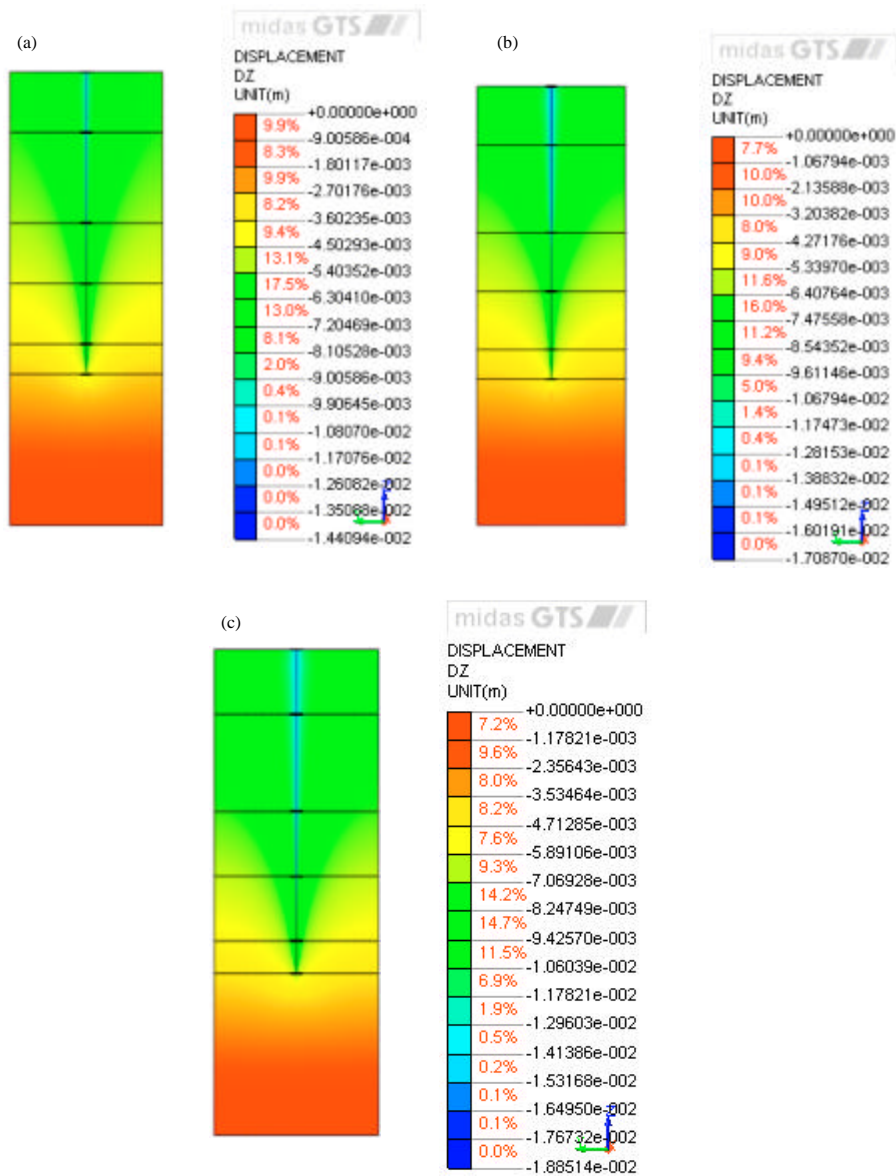 (a)
midas GTS
DISPLACEMENT
DZ
UNIT(m)
+0.00000e+000
9.9%
-9.00586e-004
8.3%
-1.80117e-003
9.9%
-2.70176e-003
8.2%
-3.60235e-003
9.4%
-4.50293e-003
13.1%
-5.40352e-003
17.5%
-6.30410e-003
13.0%
-7.20469e-003
8.1%
-8.10528e-003
2.0%
-9.00586e-003
0.4%
-9.90645e-003
0.1%
-1.08070e-002
0.1%
-1.17076e-002
0.0%
-1.26082e-002
0.0%
-1.35088e-002
0.0%
-1.44094e-002
(b)
midas GTS
DISPLACEMENT
DZ
UNIT(m)
+0.00000e+000
7.7%
-1.06794e-003
10.0%
-2.13588e-003
10.0%
-3.20382e-003
8.0%
-4.27176e-003
9.0%
-5.33970e-003
11.6%
-6.40764e-003
16.0%
-7.47558e-003
11.2%
-8.54352e-003
9.4%
-9.61146e-003
5.0%
-1.06794e-002
1.4%
-1.17473e-002
0.4%
-1.28153e-002
0.1%
-1.38832e-002
0.1%
-1.49512e-002
0.1%
-1.60191e-002
0.0%
-1.70870e-002
(c)
midas GTS
DISPLACEMENT
DZ
UNIT(m)
+0.00000e+000
7.2%
-1.17821e-003
9.6%
-2.35643e-003
8.0%
-3.53464e-003
8.2%
-4.71285e-003
7.6%
-5.89106e-003
9.3%
-7.06928e-003
14.2%
-8.24749e-003
14.7%
-9.42570e-003
11.5%
-1.06039e-002
6.9%
-1.17821e-002
1.9%
-1.29603e-002
0.5%
-1.41386e-002
0.2%
-1.53168e-002
0.1%
-1.64950e-002
0.1%
-1.76732e-002
0.0%
-1.88514e-002